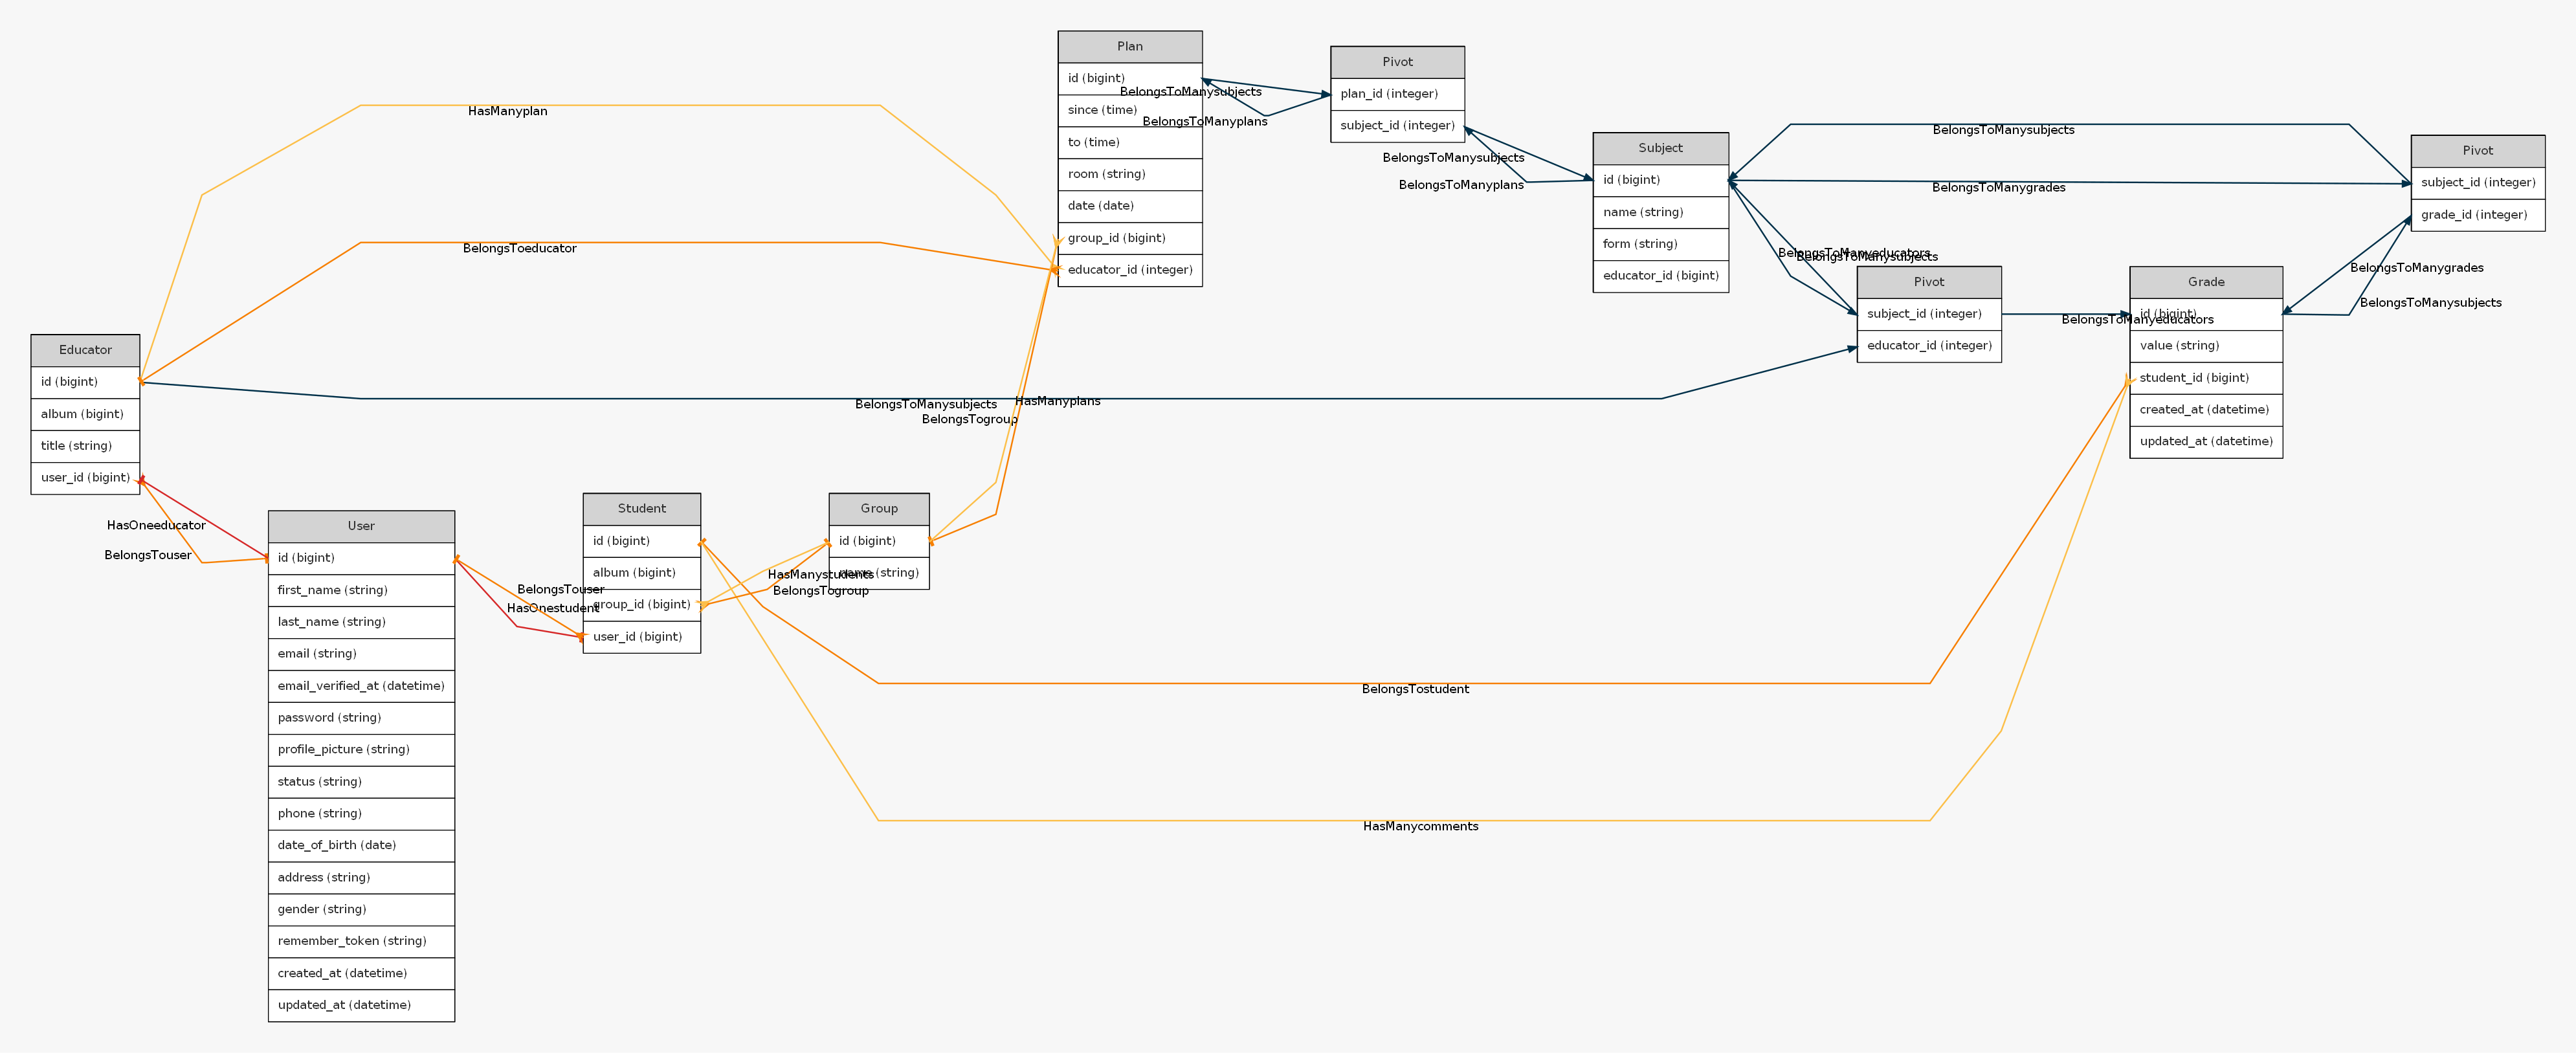 Plan
id (bigint)
since (time)
to (time)
room (string)
date (date)
group_id (bigint)
educator_id (integer)
Pivot
plan_id (integer)
subject_id (integer)
Subject
id (bigint)
name (string)
form (string)
educator_id (bigint)
Pivot
subject_id (integer)
grade_id (integer)
Pivot
subject_id (integer)
educator_id (integer)
Grade
id (bigint)
value (string)
student_id (bigint)
created_at (datetime)
updated_at (datetime)
Educator
id (bigint)
album (bigint)
title (string)
user_id (bigint)
User
id (bigint)
first_name (string)
last_name (string)
email (string)
email_verified_at (datetime)
password (string)
profile_picture (string)
status (string)
phone (string)
date_of_birth (date)
address (string)
gender (string)
remember_token (string)
created_at (datetime)
updated_at (datetime)
Student
id (bigint)
album (bigint)
group_id (bigint)
user_id (bigint)
Group
id (bigint)
name (string)
HasManyplan
BelongsToeducator
BelongsToManysubjects
BelongsToManyplans
BelongsToManysubjects
BelongsToManyplans
BelongsToManysubjects
BelongsToManygrades
BelongsToManyeducators
BelongsToManysubjects
BelongsToManygrades
BelongsToManysubjects
BelongsToManyeducators
BelongsToManysubjects
HasManyplans
BelongsTogroup
HasOneeducator
BelongsTouser
BelongsTouser
HasOnestudent
HasManystudents
BelongsTogroup
BelongsTostudent
HasManycomments